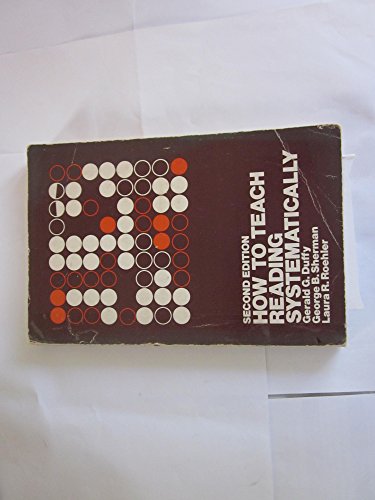 SECOND EDITION
HOW TO TEACH
READING
SYSTEMATICALLY
Gerald G. Duffy
George B. Sherman
Laura R. Roehler